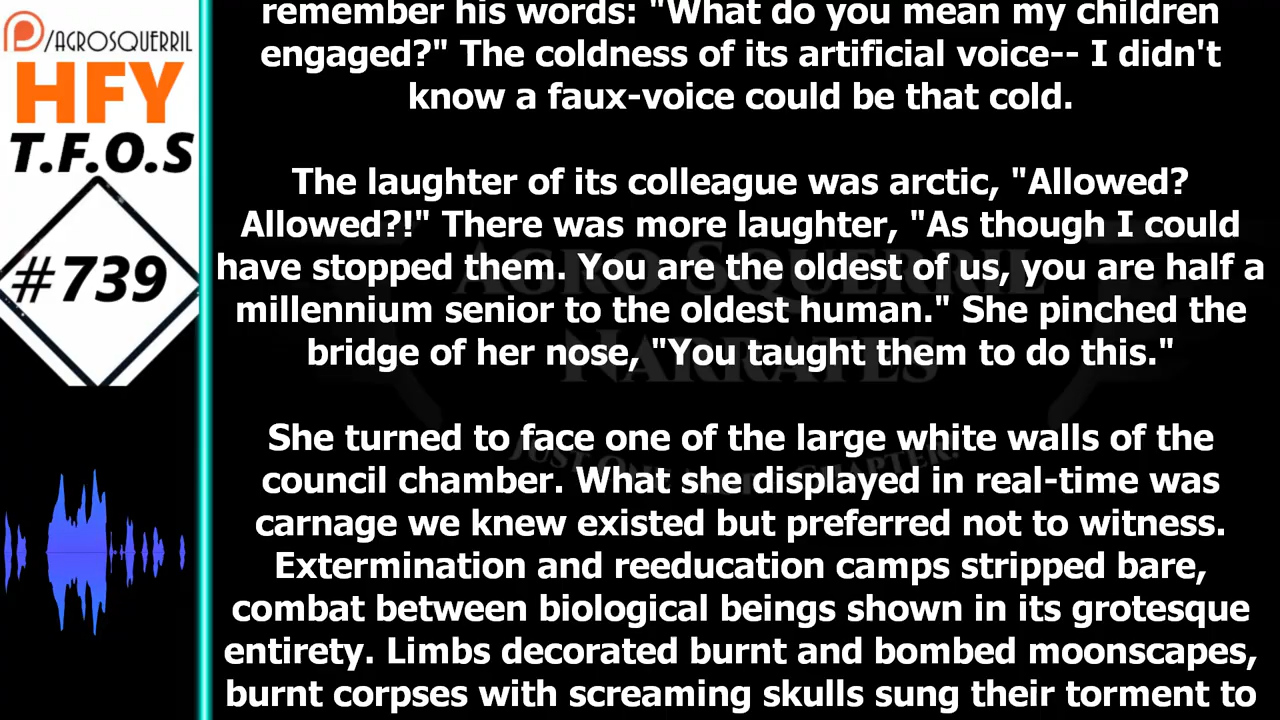 /AGROSQUERRIL
HFY
T.F.O.S
#739
remember his words: "What do you mean my children
engaged?" The coldness of its artificial voice-- I didn't
know a faux-voice could be that cold.
The laughter of its colleague was arctic, "Allowed?
Allowed?!" There was more laughter, "As though I could
have stopped them. You are the oldest of us, you are half a
millennium senior to the oldest human." She pinched the
bridge of her nose, "You taught them to do this."
She turned to face one of the large white walls of the
council chamber. What she displayed in real-time was
carnage we knew existed but preferred not to witness.
Extermination and reeducation camps stripped bare,
combat between biological beings shown in its grotesque
entirety. Limbs decorated burnt and bombed moonscapes,
burnt corpses with screaming skulls sung their torment to
AGRO SQUERRIL
NARRATES